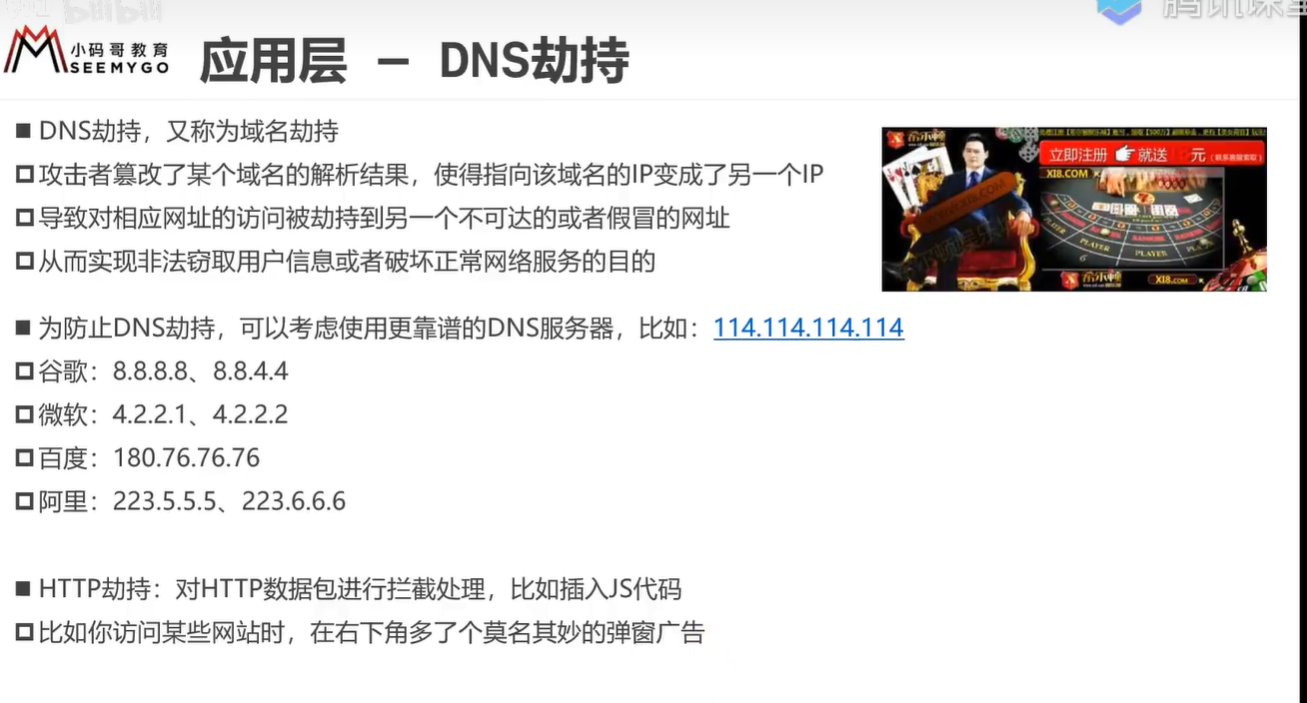 bilibili
腾讯课堂
小码哥教育
SEEMYGO
应用层 － DNS劫持
■ DNS劫持，又称为域名劫持
攻击者篡改了某个域名的解析结果，使得指向该域名的IP变成了另一个IP
导致对相应网址的访问被劫持到另一个不可达的或者假冒的网址
从而实现非法窃取用户信息或者破坏正常网络服务的目的
立即注册 就送 元
XI8.COM
PLAYER
PLAYER
XI8.COM
■ 为防止DNS劫持，可以考虑使用更靠谱的DNS服务器，比如：114.114.114.114
谷歌：8.8.8.8、8.8.4.4
微软：4.2.2.1、4.2.2.2
百度：180.76.76.76
阿里：223.5.5.5、223.6.6.6
■ HTTP劫持：对HTTP数据包进行拦截处理，比如插入JS代码
比如你访问某些网站时，在右下角多了个莫名其妙的弹窗广告